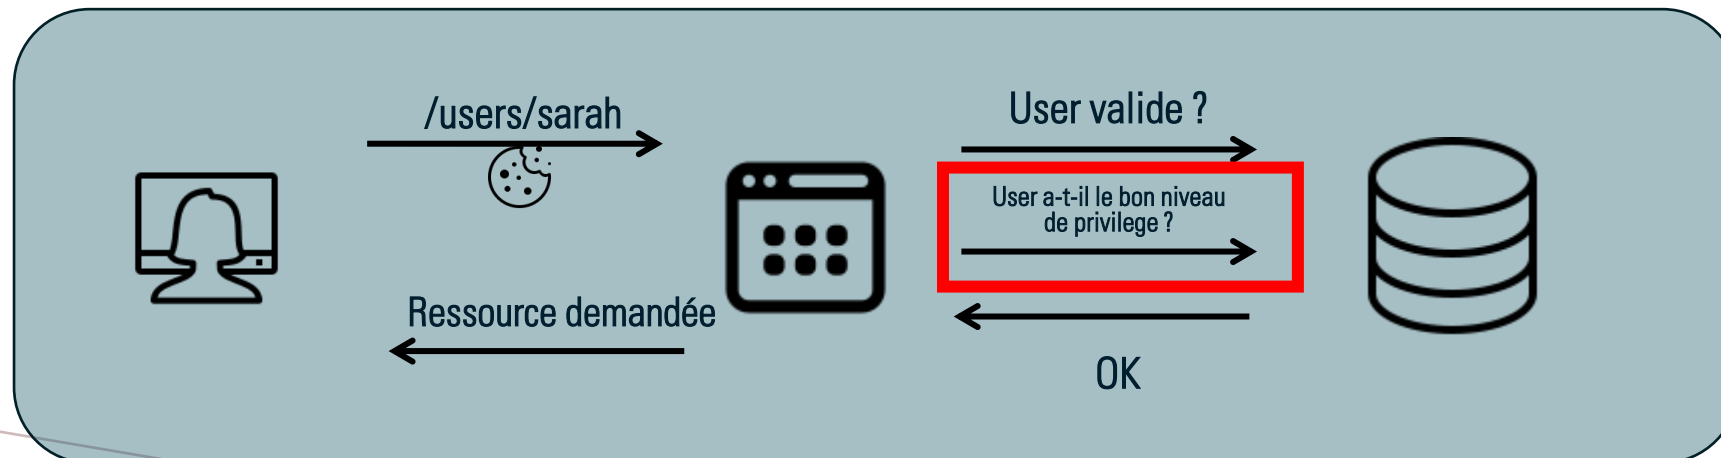 /users/sarah
User valide ?
User a-t-il le bon niveau
de privilege ?
Ressource demandée
OK